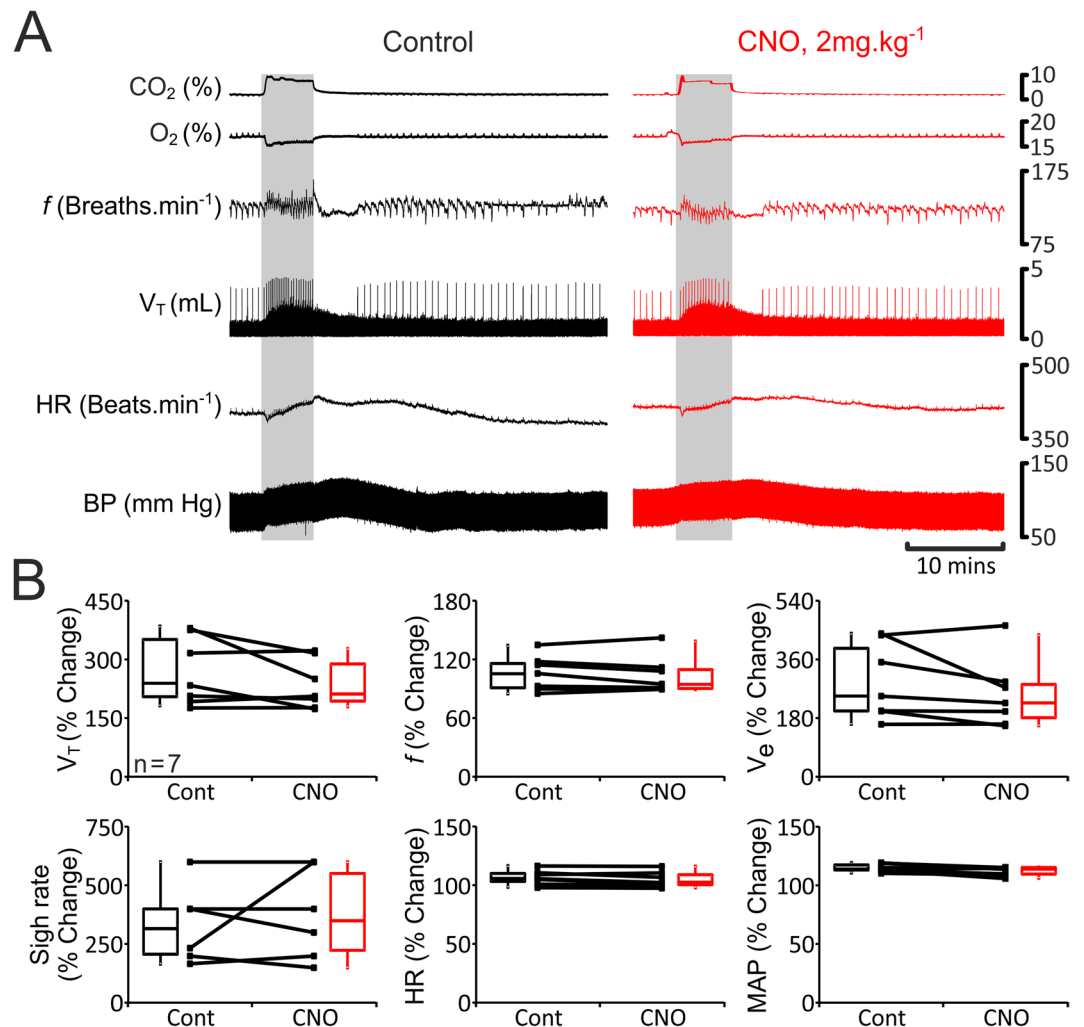 A
Control
CNO, 2mg.kg⁻¹
CO₂ (%)
10
0
O₂ (%)
20
15
f (Breaths.min⁻¹)
175
75
V_T (mL)
5
0
HR (Beats.min⁻¹)
500
350
BP (mm Hg)
150
50
10 mins
B
V_T (% Change)
450
300
150
0
n=7
Cont
CNO
f (% Change)
180
120
60
0
Cont
CNO
V_e (% Change)
540
360
180
0
Cont
CNO
Sigh rate
(% Change)
750
500
250
0
Cont
CNO
HR (% Change)
150
100
50
0
Cont
CNO
MAP (% Change)
150
100
50
0
Cont
CNO